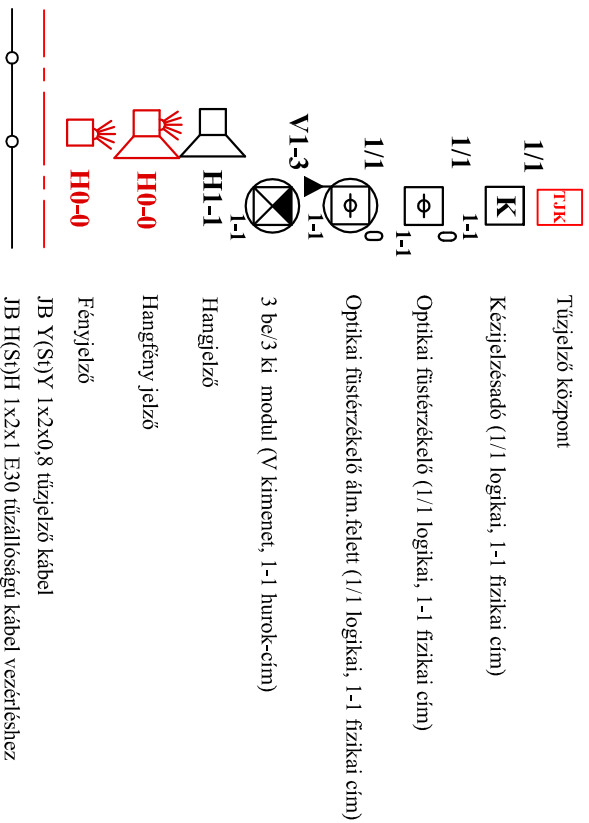 TJK Tűzjelző központ
1/1 K 1-1 Kézijelzésadó (1/1 logikai, 1-1 fizikai cím)
1/1 0 1-1 Optikai füstérzékelő (1/1 logikai, 1-1 fizikai cím)
1/1 0 1-1 Optikai füstérzékelő álm.felett (1/1 logikai, 1-1 fizikai cím)
V1-3 1-1 3 be/3 ki modul (V kimenet, 1-1 hurok-cím)
H1-1 Hangjelző
H0-0 Hangfény jelző
H0-0 Fényjelző
JB Y(St)Y 1x2x0,8 tűzjelző kábel
JB H(St)H 1x2x1 E30 tűzállóságú kábel vezérléshez